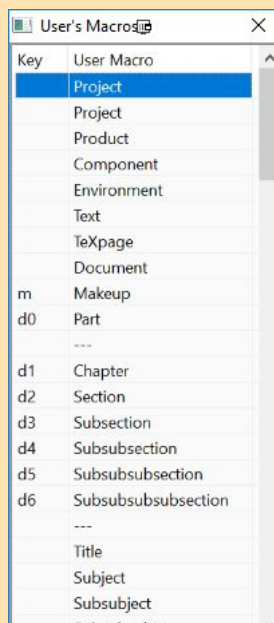 User's Macros
Key User Macro
Project
Project
Product
Component
Environment
Text
TeXpage
Document
m Makeup
d0 Part
---
d1 Chapter
d2 Section
d3 Subsection
d4 Subsubsection
d5 Subsubsubsection
d6 Subsubsubsubsection
---
Title
Subject
Subsubject